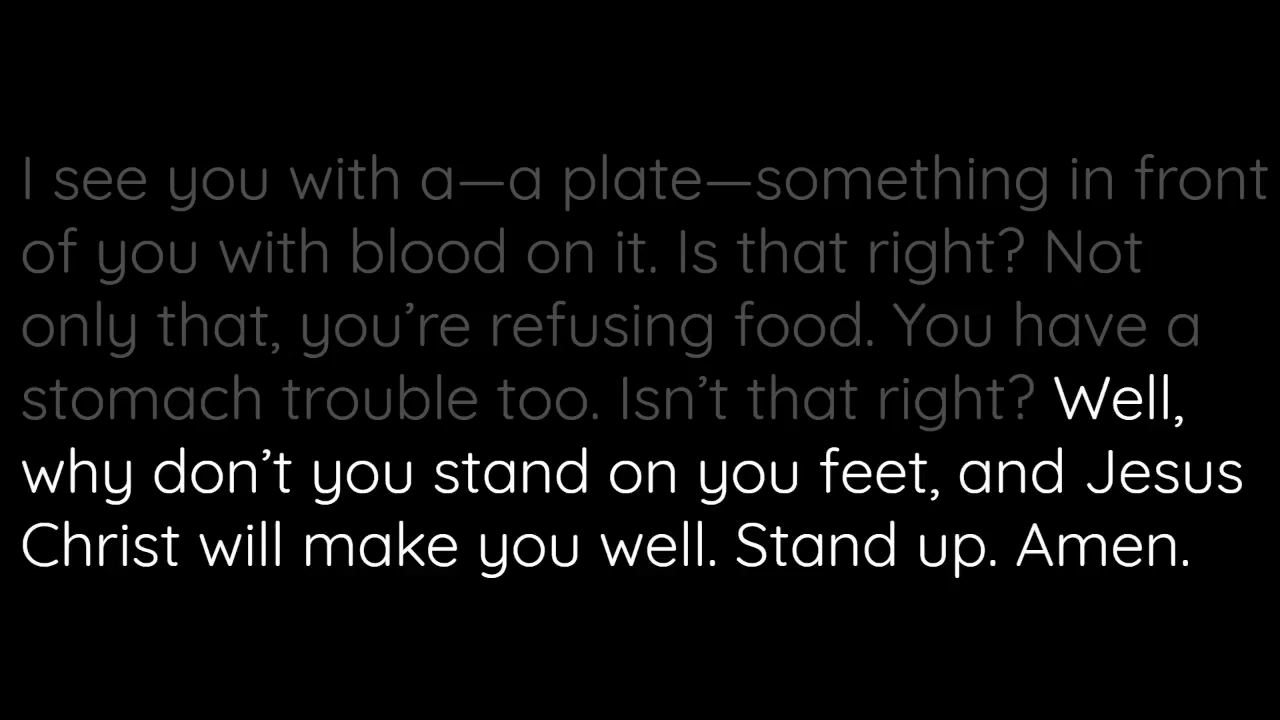 I see you with a—a plate—something in front
of you with blood on it. Is that right? Not
only that, you’re refusing food. You have a
stomach trouble too. Isn’t that right? Well,
why don’t you stand on you feet, and Jesus
Christ will make you well. Stand up. Amen.